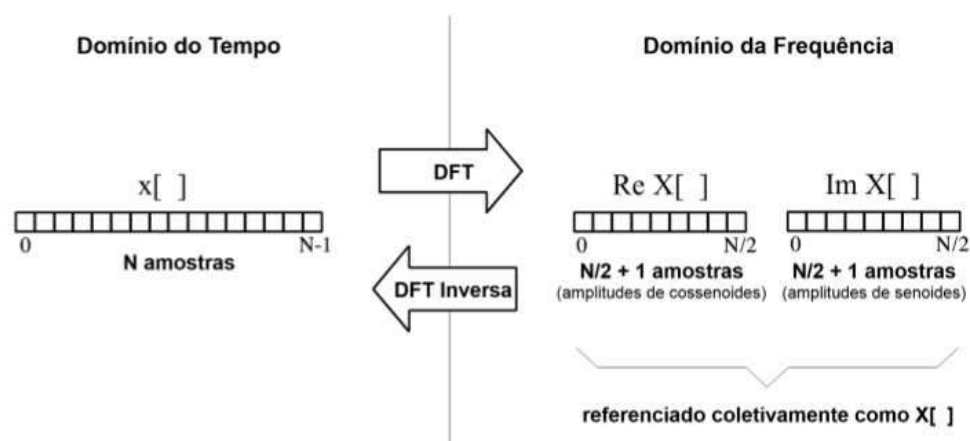 Domínio do Tempo
Domínio da Frequência
DFT
x[ ]
0
N-1
N amostras
Re X[ ]
0
N/2
N/2 + 1 amostras
(amplitudes de cossenoides)
Im X[ ]
0
N/2
N/2 + 1 amostras
(amplitudes de senoides)
DFT Inversa
referenciado coletivamente como X[ ]